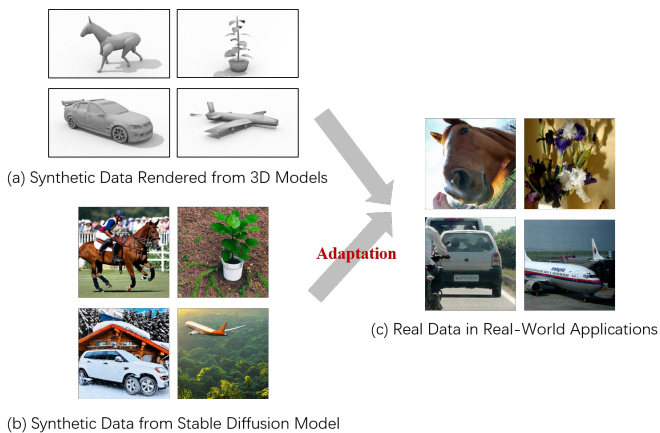 (a) Synthetic Data Rendered from 3D Models
Adaptation
(b) Synthetic Data from Stable Diffusion Model
malaysia
(c) Real Data in Real-World Applications